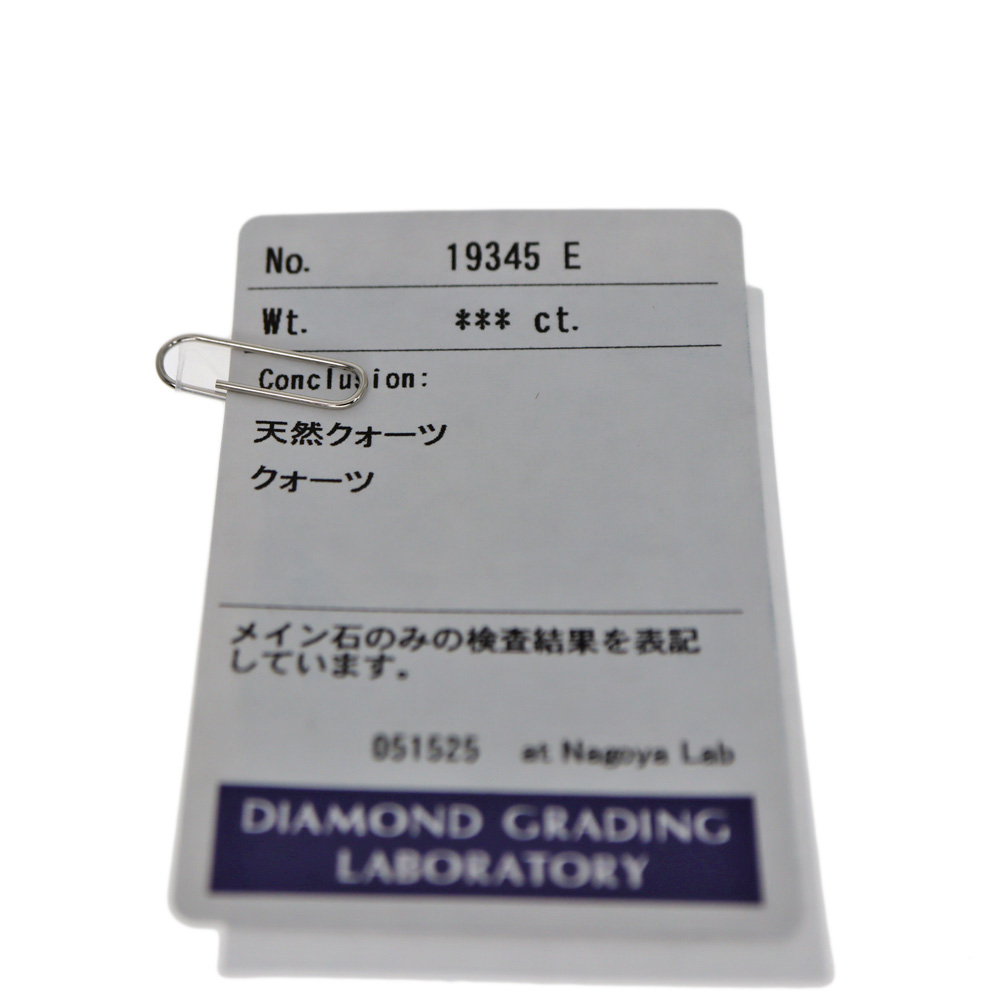 No. 19345 E
Wt. *** ct.
Conclusion:
天然クォーツ
クォーツ
メイン石のみの検査結果を表記
しています。
051525 at Nagoya Lab
DIAMOND GRADING
LABORATORY